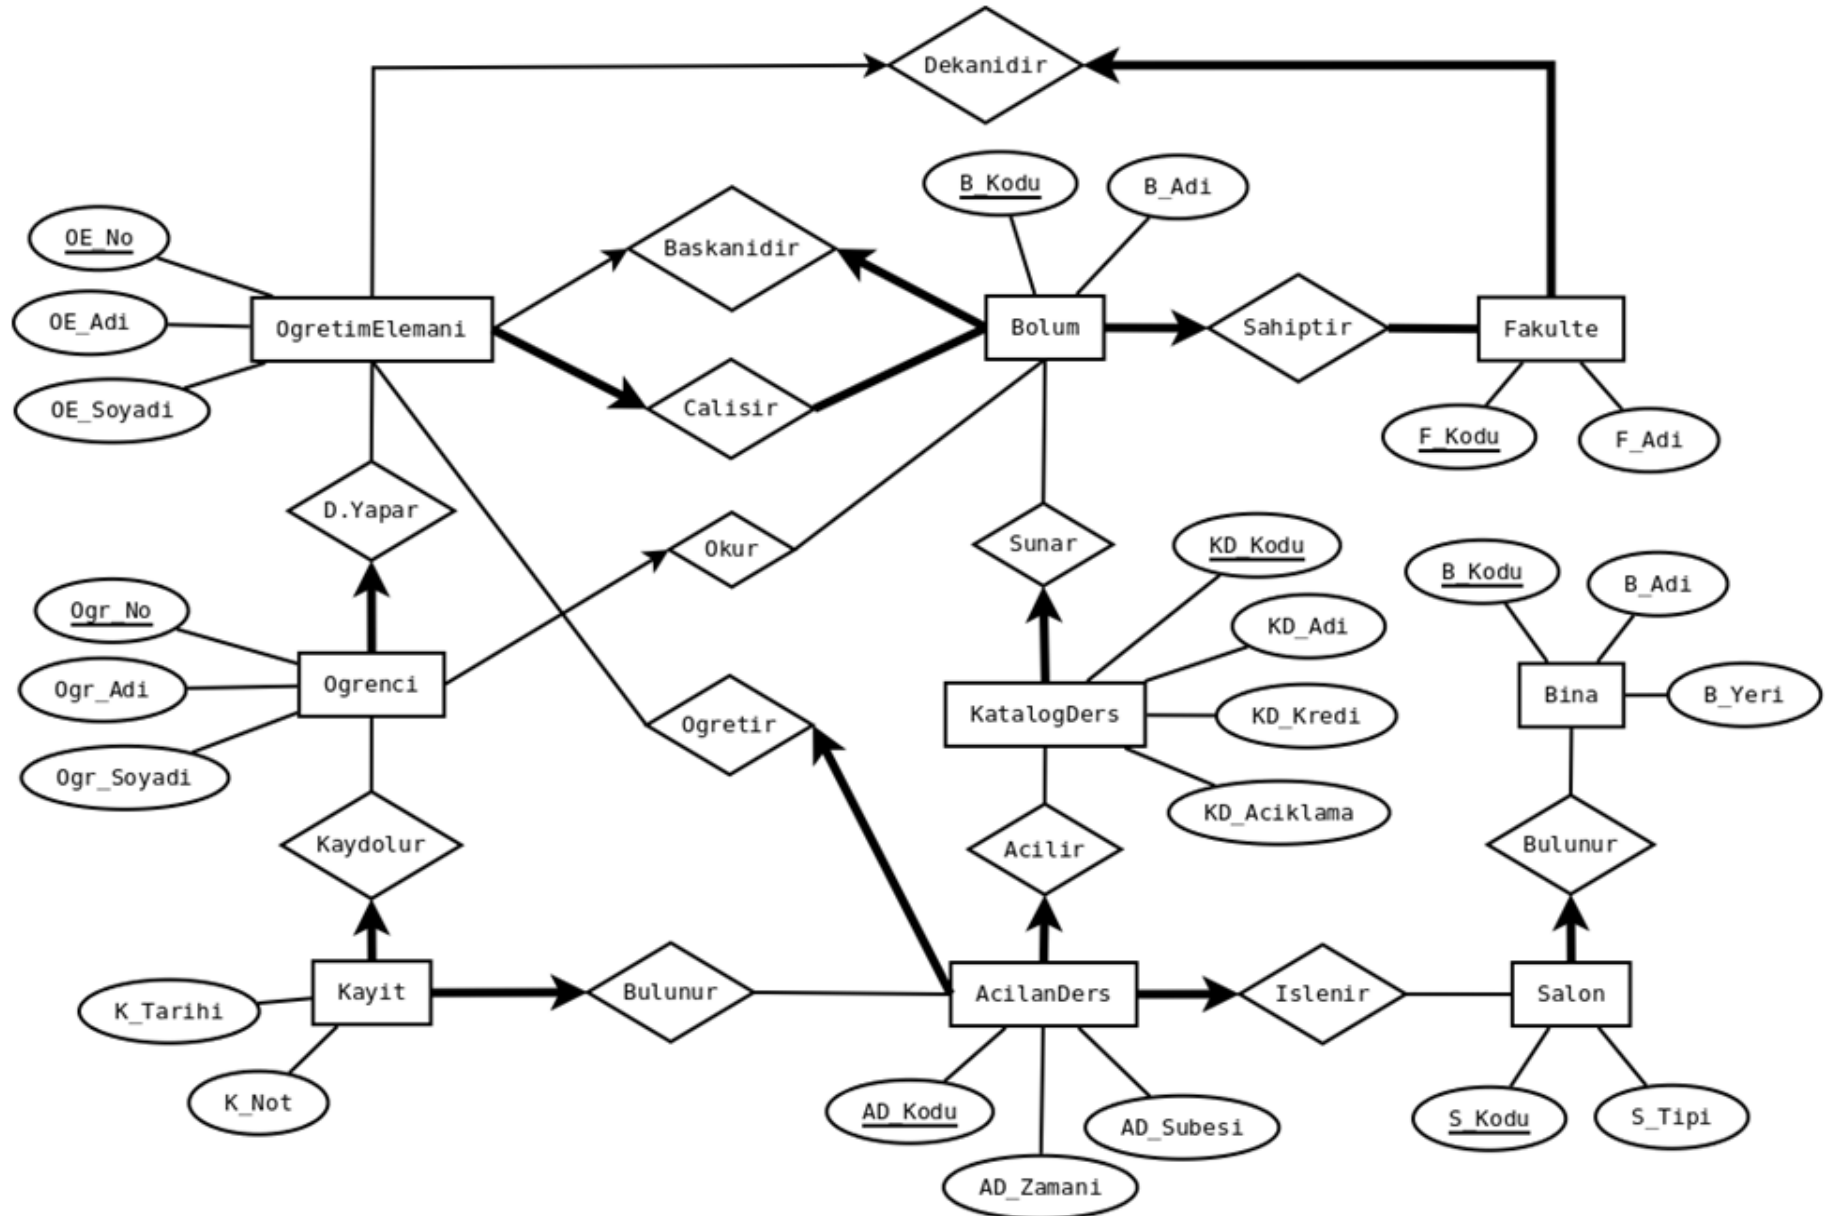 Dekanidir
B_Kodu
B_Adi
OE_No
Baskanidir
OE_Adi
OgretimElemani
Bolum
Sahiptir
Fakulte
OE_Soyadi
Calisir
F_Kodu
F_Adi
D.Yapar
Okur
Sunar
KD_Kodu
B_Kodu
B_Adi
Ogr_No
KD_Adi
Ogr_Adi
Ogrenci
Ogretir
KatalogDers
KD_Kredi
Bina
B_Yeri
Ogr_Soyadi
KD_Aciklama
Kaydolur
Acilir
Bulunur
K_Tarihi
Kayit
Bulunur
AcilanDers
Islenir
Salon
K_Not
AD_Kodu
AD_Subesi
S_Kodu
S_Tipi
AD_Zamani